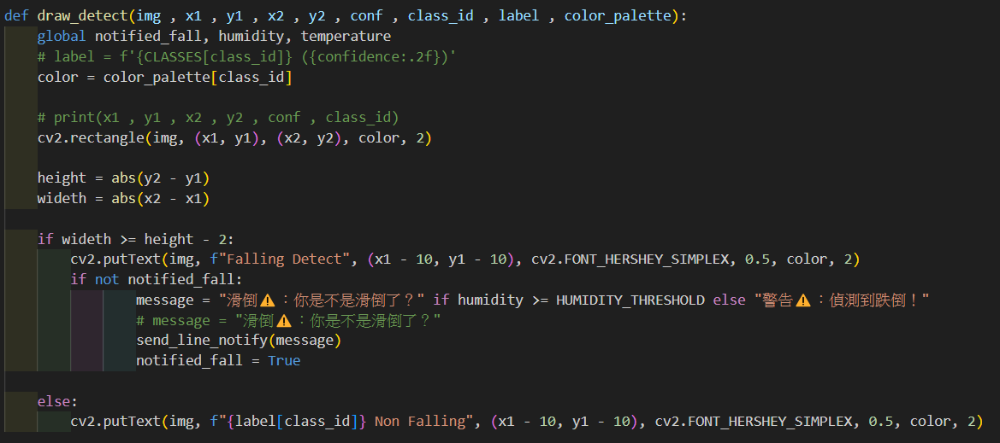 def draw_detect(img , x1 , y1 , x2 , y2 , conf , class_id , label , color_palette):
global notified_fall, humidity, temperature
# label = f'{CLASSES[class_id]} ({confidence:.2f})'
color = color_palette[class_id]
# print(x1 , y1 , x2 , y2 , conf , class_id)
cv2.rectangle(img, (x1, y1), (x2, y2), color, 2)
height = abs(y2 - y1)
wideth = abs(x2 - x1)
if wideth >= height - 2:
cv2.putText(img, f"Falling Detect", (x1 - 10, y1 - 10), cv2.FONT_HERSHEY_SIMPLEX, 0.5, color, 2)
if not notified_fall:
message = "滑倒⚠️：你是不是滑倒了？" if humidity >= HUMIDITY_THRESHOLD else "警告⚠️：偵測到跌倒！"
# message = "滑倒⚠️：你是不是滑倒了？"
send_line_notify(message)
notified_fall = True
else:
cv2.putText(img, f"{label[class_id]} Non Falling", (x1 - 10, y1 - 10), cv2.FONT_HERSHEY_SIMPLEX, 0.5, color, 2)